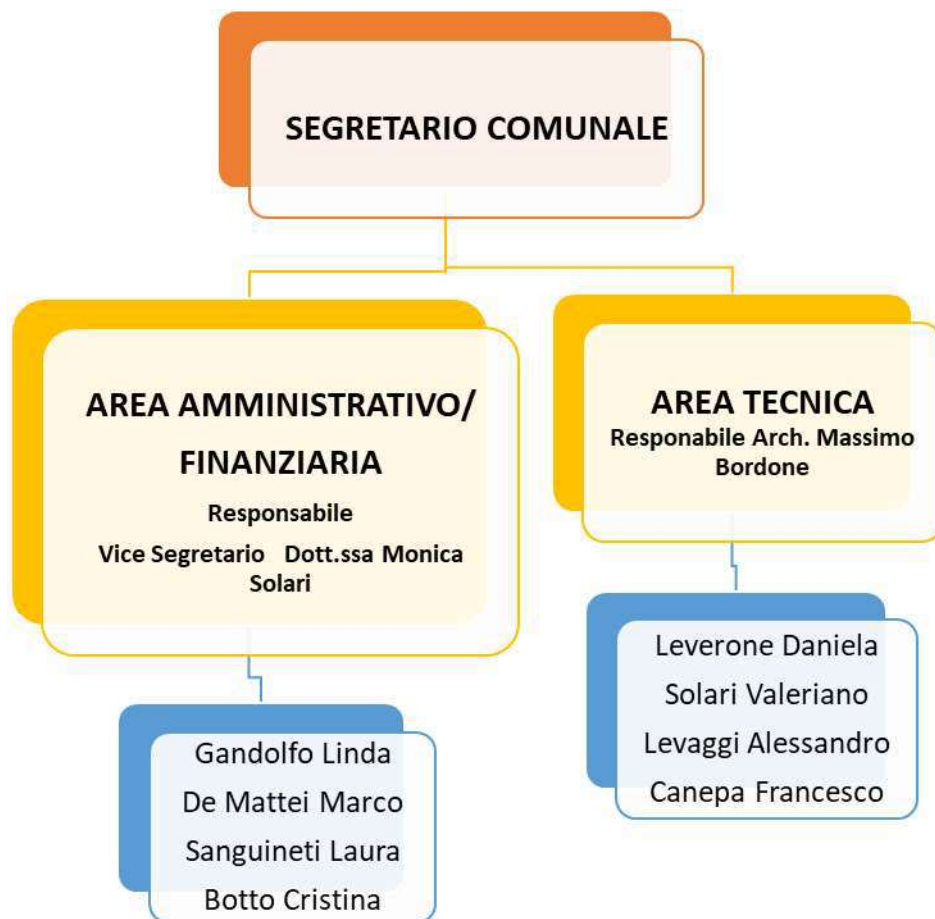 SEGRETARIO COMUNALE
AREA AMMINISTRATIVO/
FINANZIARIA
Responsabile
Vice Segretario Dott.ssa Monica
Solari
AREA TECNICA
Responabile Arch. Massimo
Bordone
Gandolfo Linda
De Mattei Marco
Sanguineti Laura
Botto Cristina
Leverone Daniela
Solari Valeriano
Levaggi Alessandro
Canepa Francesco